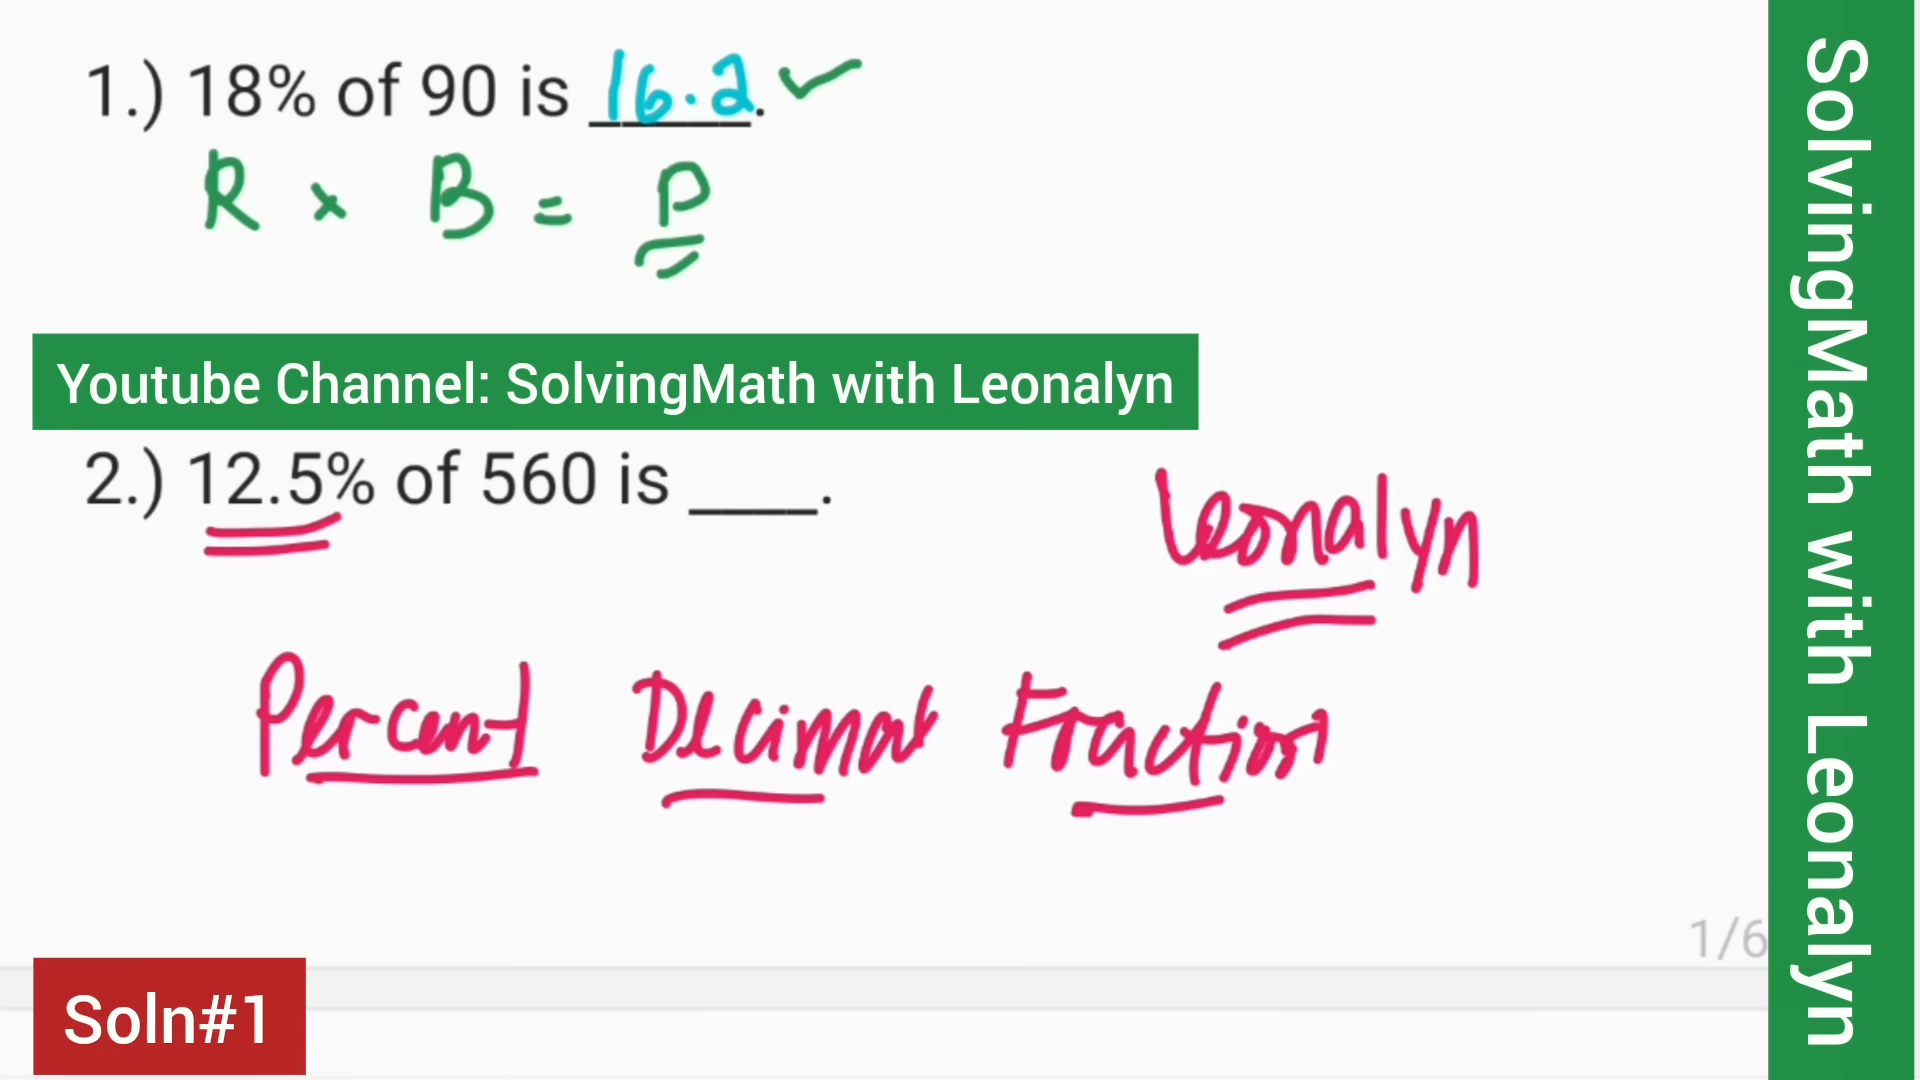 1.) 18% of 90 is 16.2.
R × B = P
Youtube Channel: SolvingMath with Leonalyn
2.) 12.5% of 560 is ____.
Leonalyn
Percent Decimal Fraction
1/6
Soln#1
SolvingMath with Leonalyn